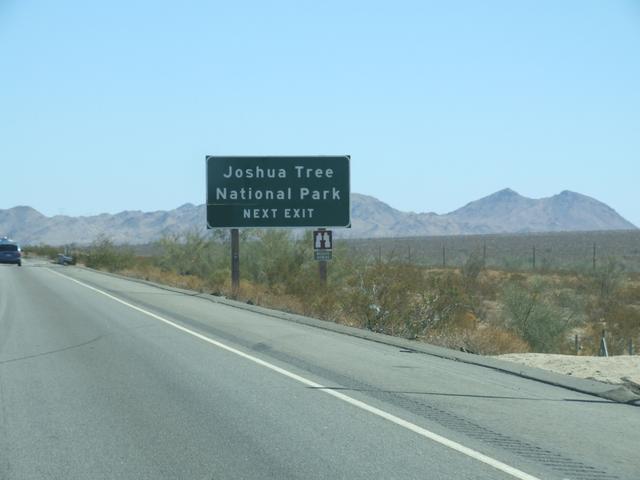 Joshua Tree
National Park
NEXT EXIT